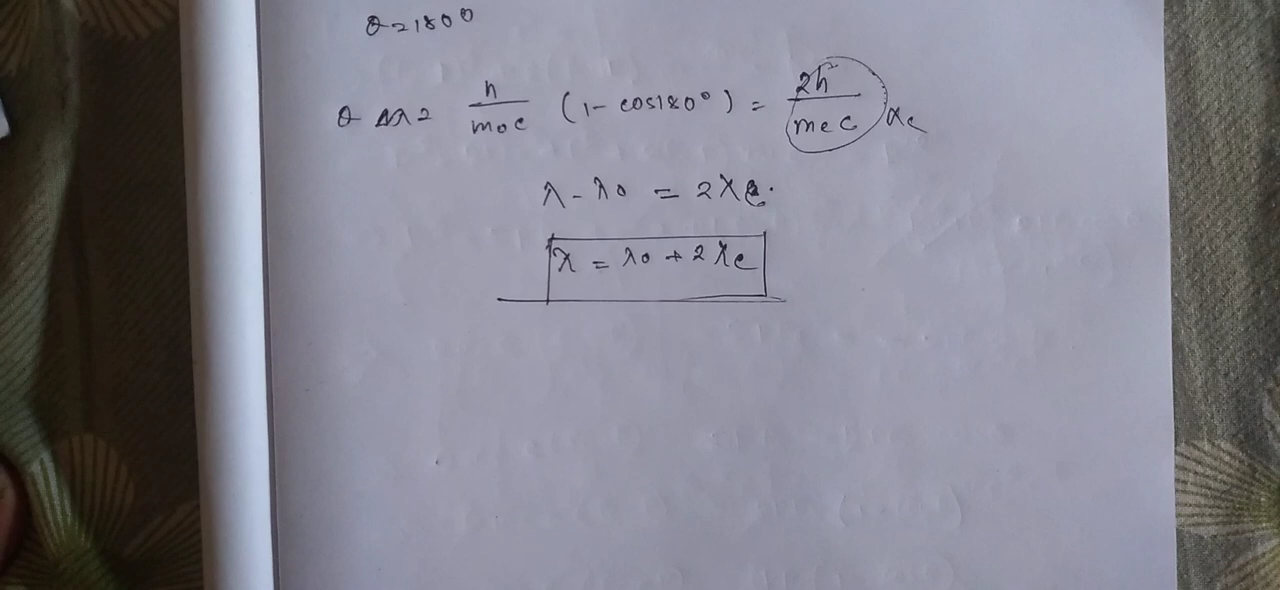 θ = 180°
θ Δλ = h/m₀c (1 - cos180°) = 2h/mec λc
λ - λ0 = 2λc.
λ = λ0 + 2λc